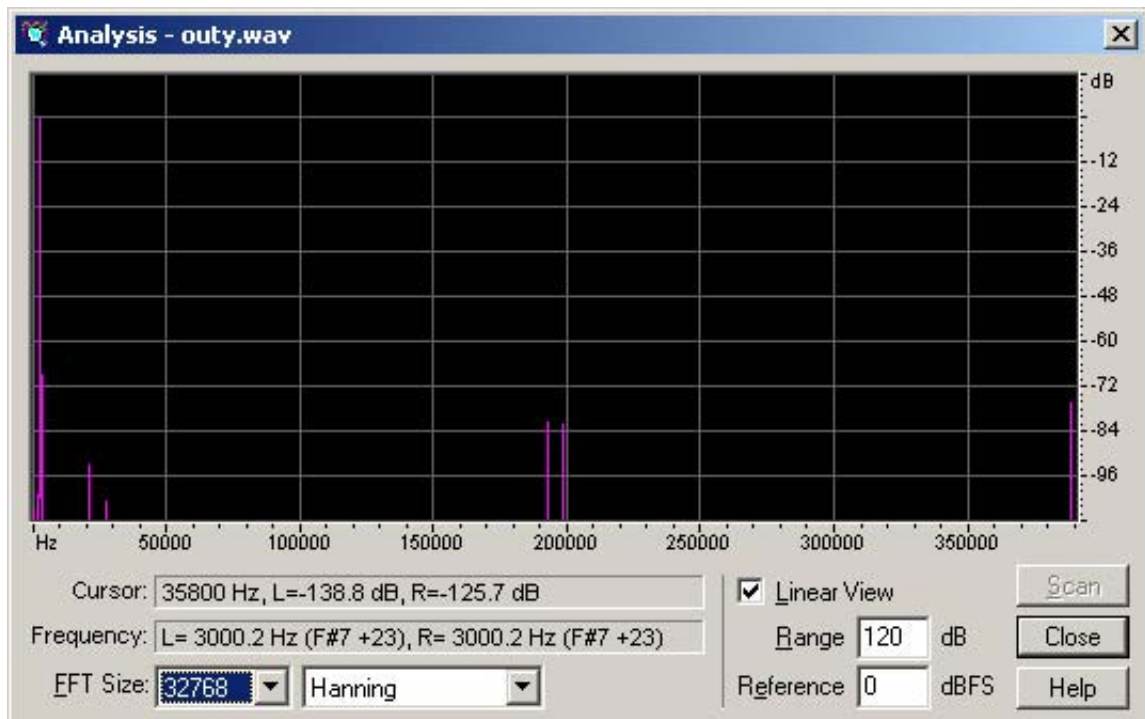 Analysis - outy.wav
dB
-12
-24
-36
-48
-60
-72
-84
-96
Hz 50000 100000 150000 200000 250000 300000 350000
Cursor: 35800 Hz, L=-138.8 dB, R=-125.7 dB
Frequency: L= 3000.2 Hz (F#7 +23), R= 3000.2 Hz (F#7 +23)
FFT Size: 32768 Hanning
Linear View
Range 120 dB
Reference 0 dBFS
Scan
Close
Help